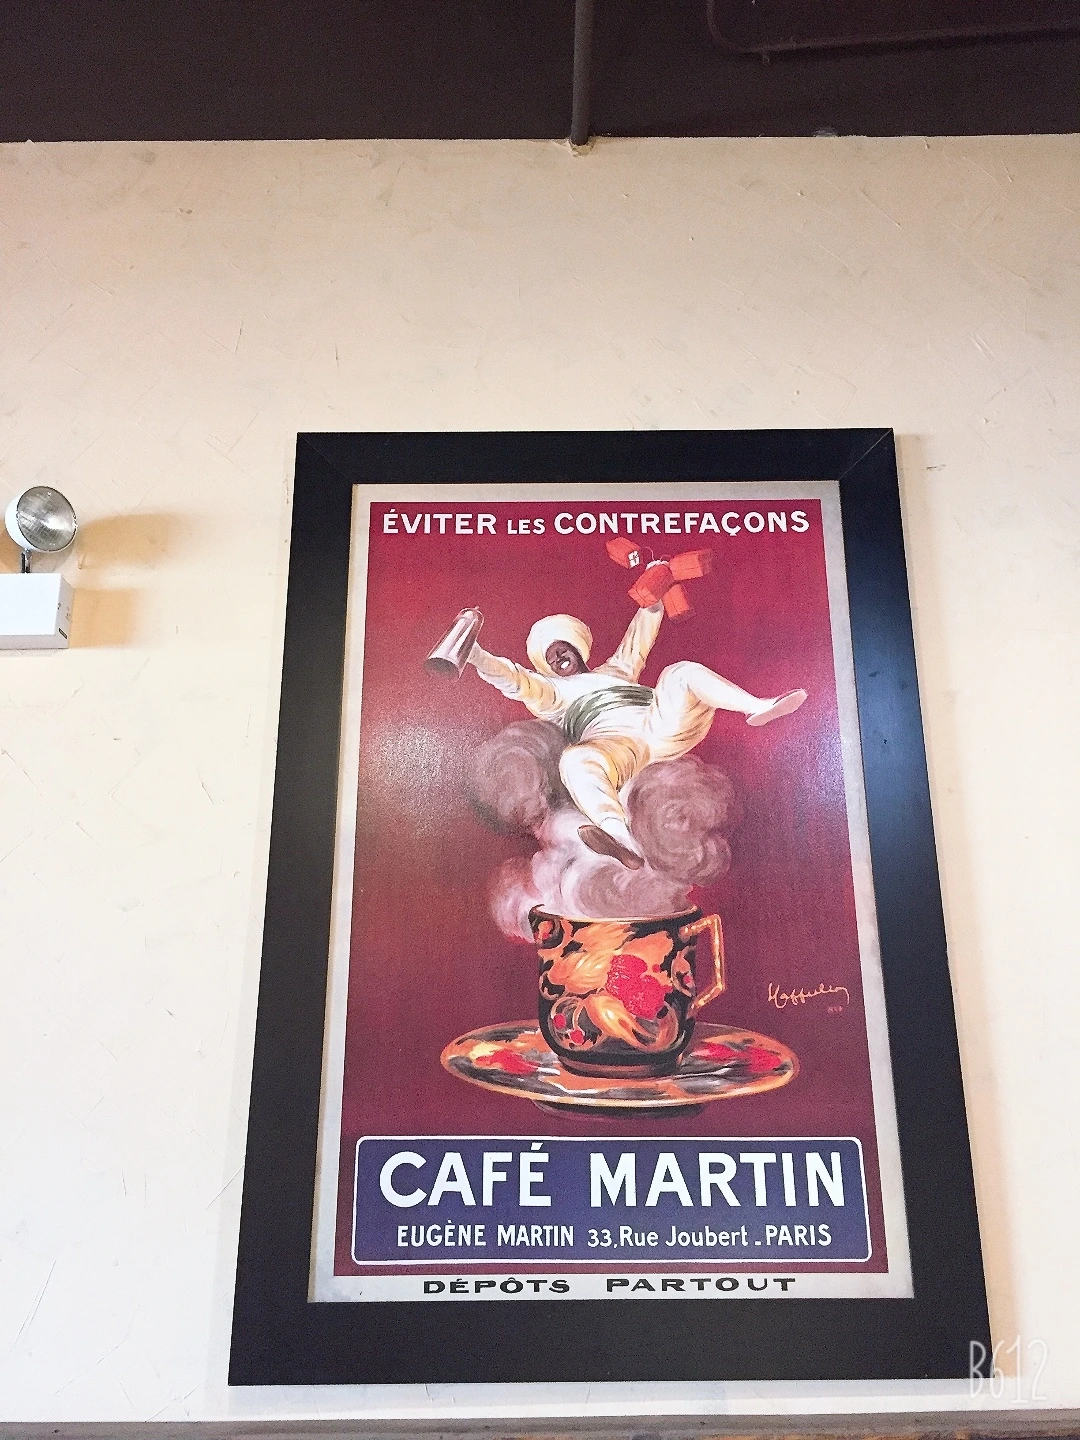 ÉVITER LES CONTREFAÇONS
CAFÉ MARTIN
EUGÈNE MARTIN 33, Rue Joubert - PARIS
DÉPÔTS PARTOUT
B612